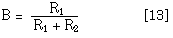 B = R₁ / (R₁ + R₂) [13]